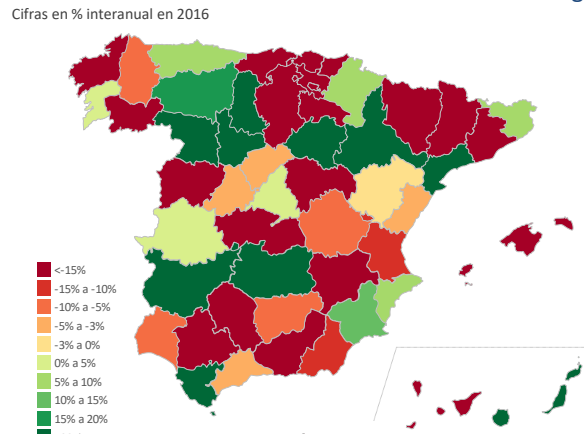 Cifras en % interanual en 2016
<-15%
-15% a -10%
-10% a -5%
-5% a -3%
-3% a 0%
0% a 5%
5% a 10%
10% a 15%
15% a 20%